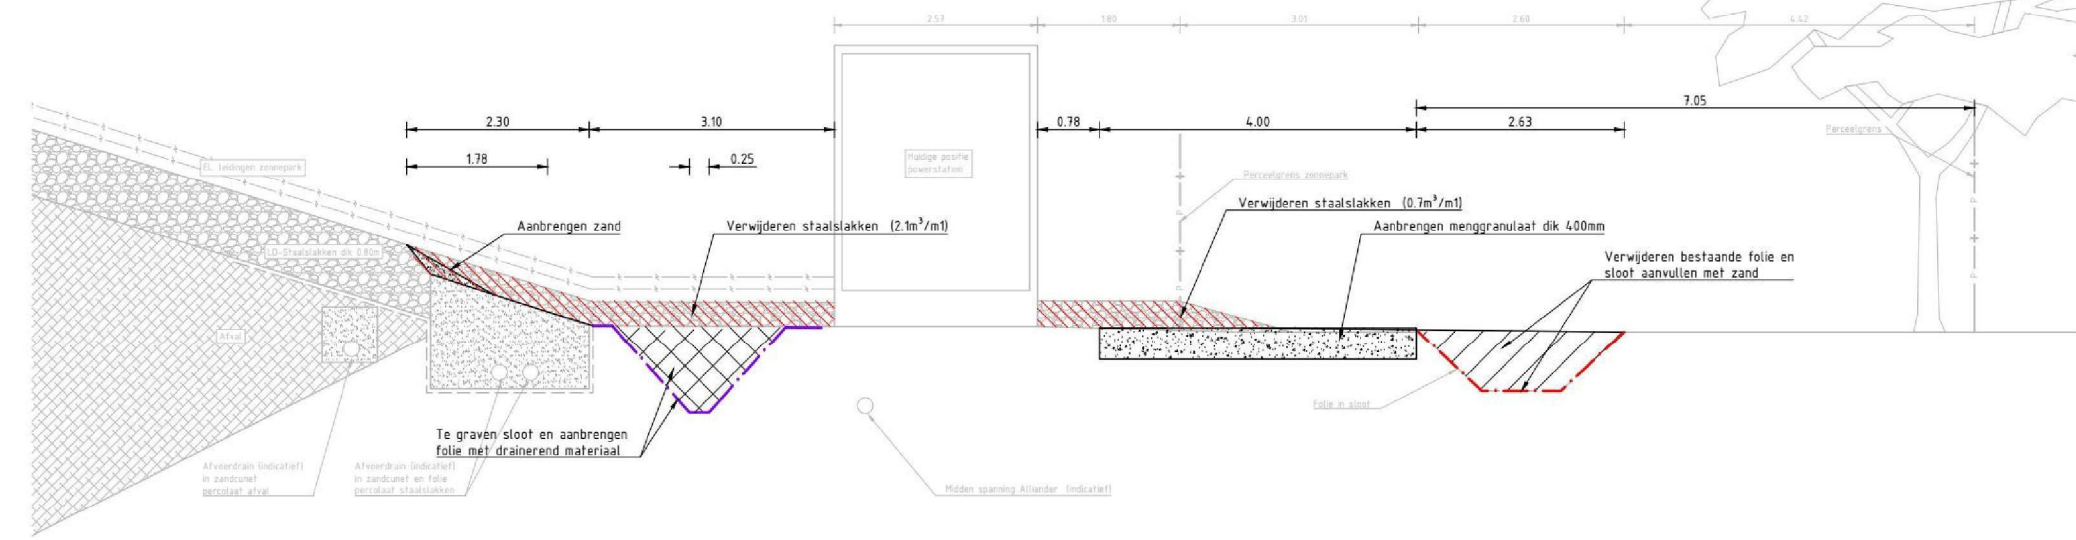 2.57
1.80
3.01
2.60
4.42
7.05
2.30
3.10
0.78
4.00
2.63
1.78
0.25
Perceelgrens
EL leidingen zonnepark
Huidige positie
powerstation
Perceelgrens zonnepark
Verwijderen staalslakken (0.7m³/m1)
Aanbrengen zand
Verwijderen staalslakken (2.1m³/m1)
Aanbrengen menggranulaat dik 400mm
LD-Staalslakken dik 0.80m
Verwijderen bestaande folie en
sloot aanvullen met zand
Afval
Folie in sloot
Te graven sloot en aanbrengen
folie met drainerend materiaal
Afvoerdrain (indicatief)
in zandcunet
percolaat afval
Afvoerdrain (indicatief)
in zandcunet en folie
percolaat staalslakken
Midden spanning Alliander (indicatief)
P
P
P
P